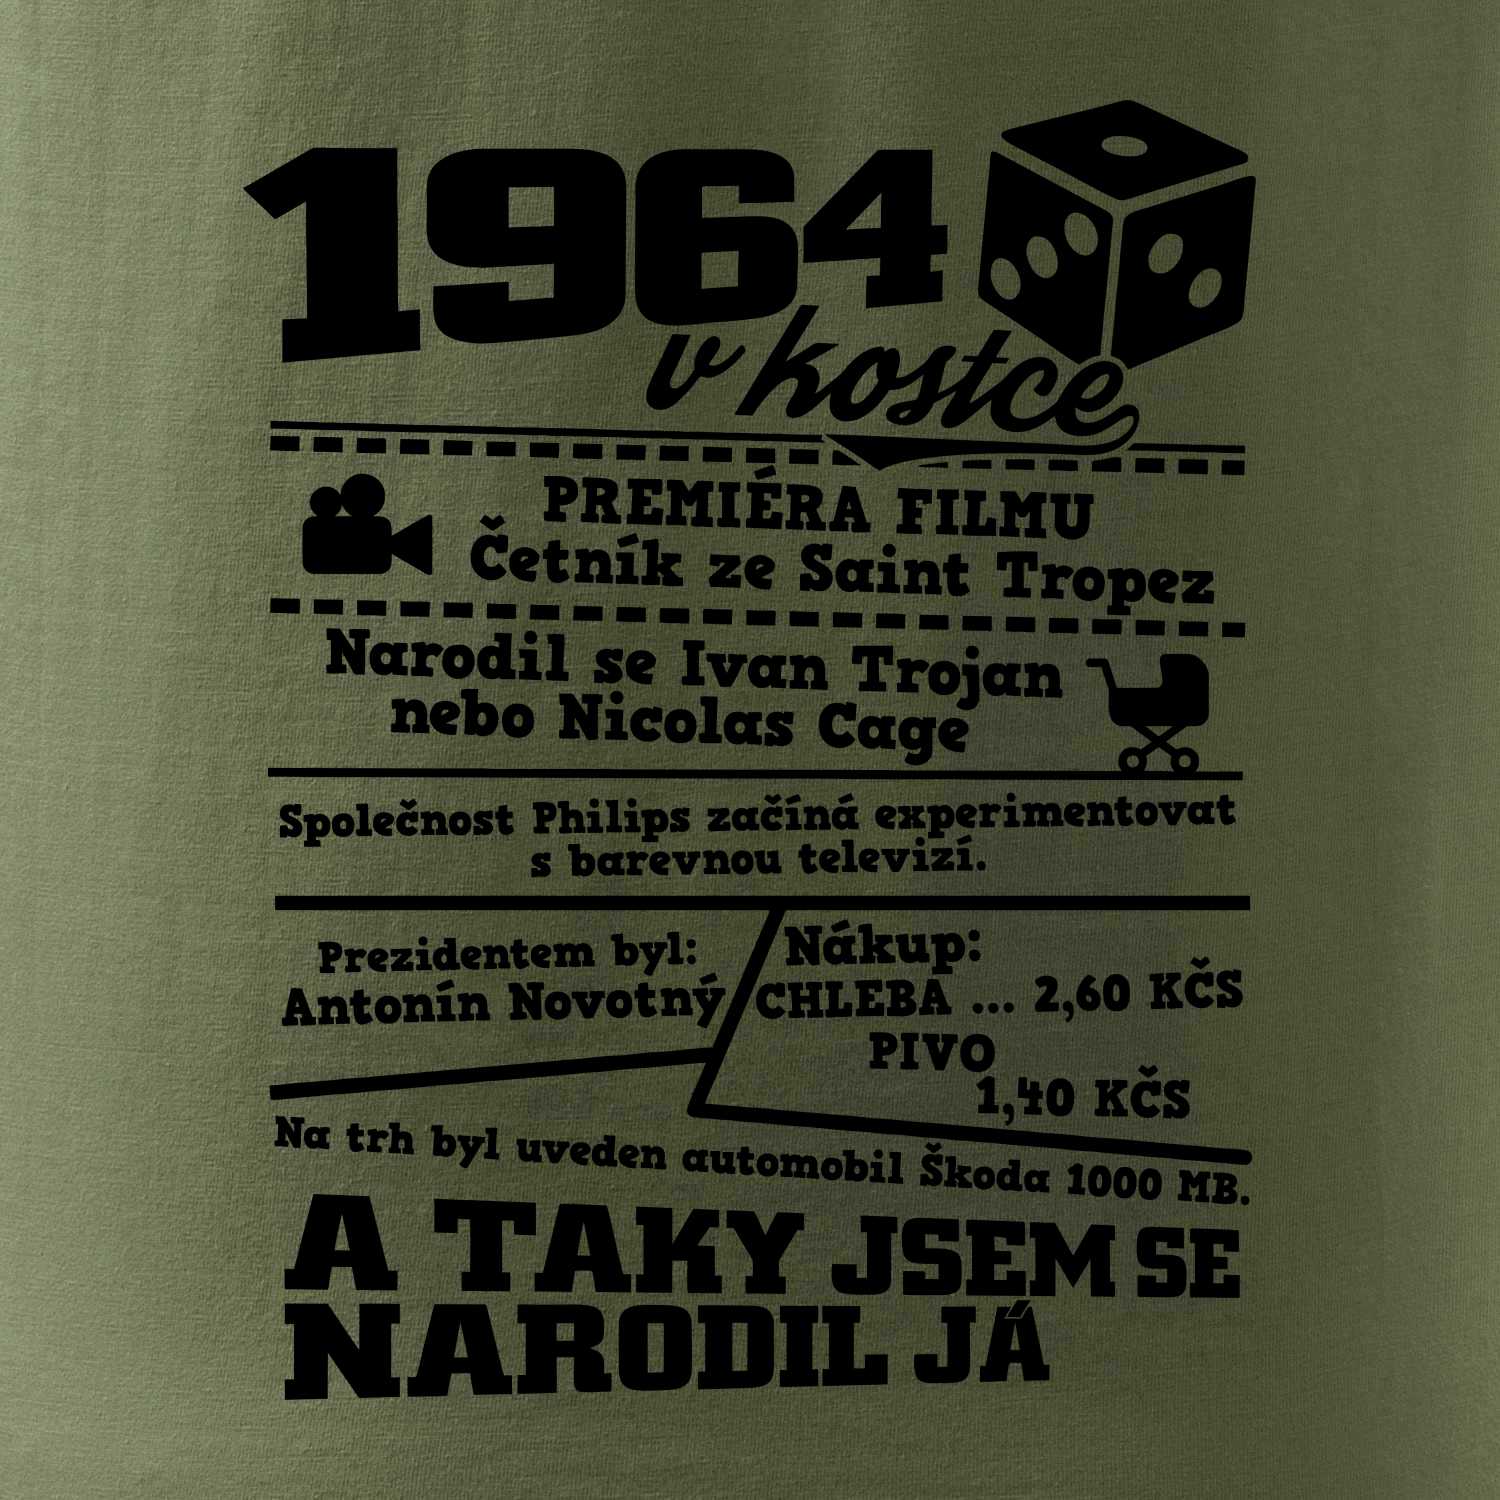 1964
v kostce
PREMIÉRA FILMU
Četník ze Saint Tropez
Narodil se Ivan Trojan
nebo Nicolas Cage
Společnost Philips začíná experimentovat
s barevnou televizí.
Prezidentem byl:
Antonín Novotný
Nákup:
CHLEBA ... 2,60 KČS
PIVO
1,40 KČS
Na trh byl uveden automobil Škoda 1000 MB.
A TAKY JSEM SE
NARODIL JÁ